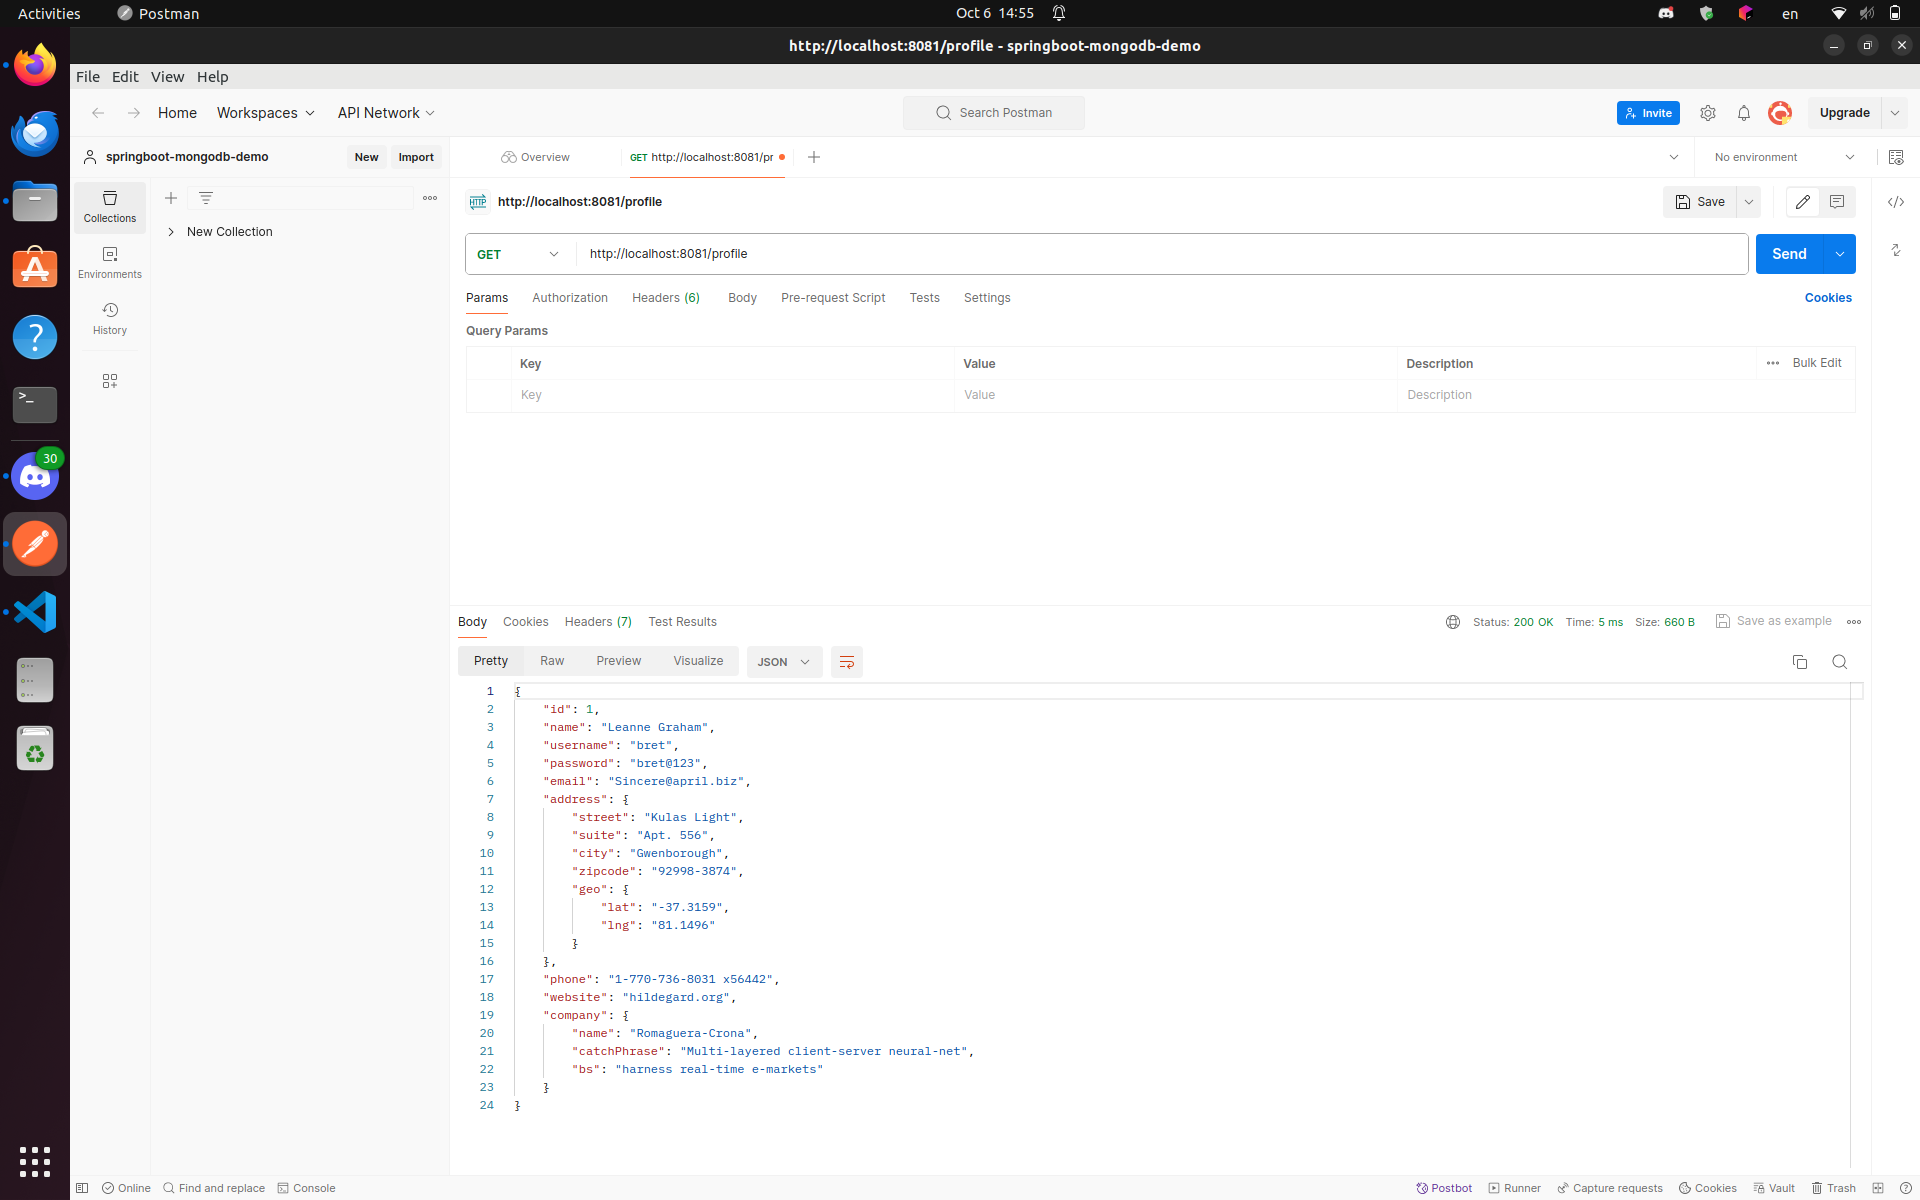 Activities
Postman
Oct 6 14:55
en
http://localhost:8081/profile - springboot-mongodb-demo
File Edit View Help
Home
Workspaces
API Network
Search Postman
Invite
Upgrade
springboot-mongodb-demo
New
Import
Overview
GET http://localhost:8081/pr
No environment
Collections
HTTP
http://localhost:8081/profile
Save
New Collection
Environments
GET
http://localhost:8081/profile
Send
History
Params
Authorization
Headers (6)
Body
Pre-request Script
Tests
Settings
Cookies
Query Params
Key
Value
Description
Bulk Edit
Key
Value
Description
30
Body
Cookies
Headers (7)
Test Results
Status: 200 OK
Time: 5 ms
Size: 660 B
Save as example
Pretty
Raw
Preview
Visualize
JSON
1 {
2 "id": 1,
3 "name": "Leanne Graham",
4 "username": "bret",
5 "password": "bret@123",
6 "email": "Sincere@april.biz",
7 "address": {
8 "street": "Kulas Light",
9 "suite": "Apt. 556",
10 "city": "Gwenborough",
11 "zipcode": "92998-3874",
12 "geo": {
13 "lat": "-37.3159",
14 "lng": "81.1496"
15 }
16 },
17 "phone": "1-770-736-8031 x56442",
18 "website": "hildegard.org",
19 "company": {
20 "name": "Romaguera-Crona",
21 "catchPhrase": "Multi-layered client-server neural-net",
22 "bs": "harness real-time e-markets"
23 }
24 }
Online
Find and replace
Console
Postbot
Runner
Capture requests
Cookies
Vault
Trash